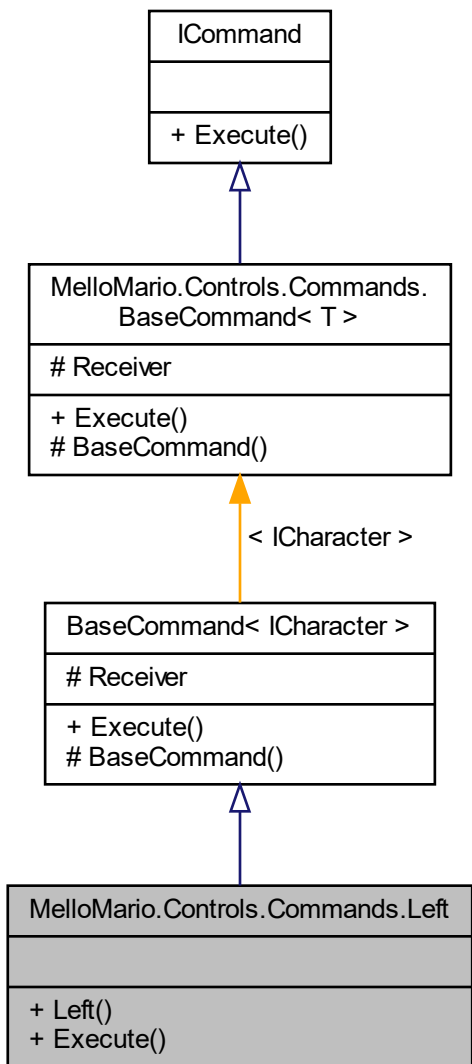 ICommand
+ Execute()
MelloMario.Controls.Commands.
BaseCommand< T >
# Receiver
+ Execute()
# BaseCommand()
< ICharacter >
BaseCommand< ICharacter >
# Receiver
+ Execute()
# BaseCommand()
MelloMario.Controls.Commands.Left
+ Left()
+ Execute()